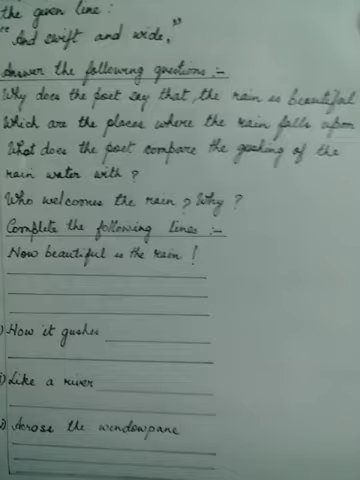 the given line:
"And swift and wide,"
Answer the following questions:-
Why does the poet say that, the rain is beautiful
Which are the places where the rain falls upon
What does the poet compare the gushing of the
rain water with?
Who welcomes the rain? Why?
Complete the following lines:-
How beautiful is the rain!
How it gushes
Like a river
Across the windowpane